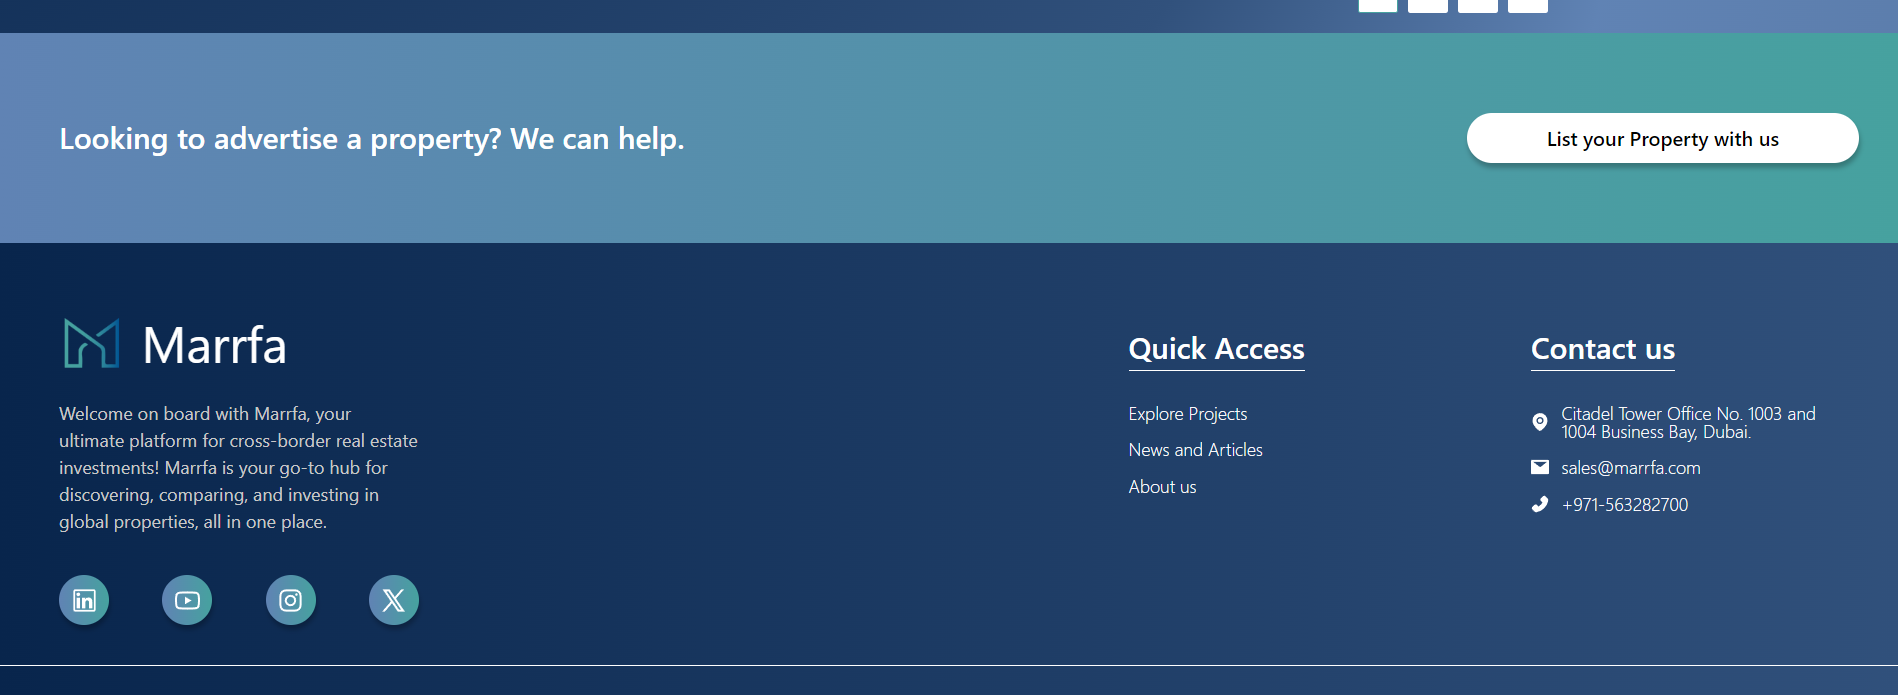 Looking to advertise a property? We can help.
List your Property with us
Marrfa
Welcome on board with Marrfa, your
ultimate platform for cross-border real estate
investments! Marrfa is your go-to hub for
discovering, comparing, and investing in
global properties, all in one place.
Quick Access
Explore Projects
News and Articles
About us
Contact us
Citadel Tower Office No. 1003 and
1004 Business Bay, Dubai.
sales@marrfa.com
+971-563282700